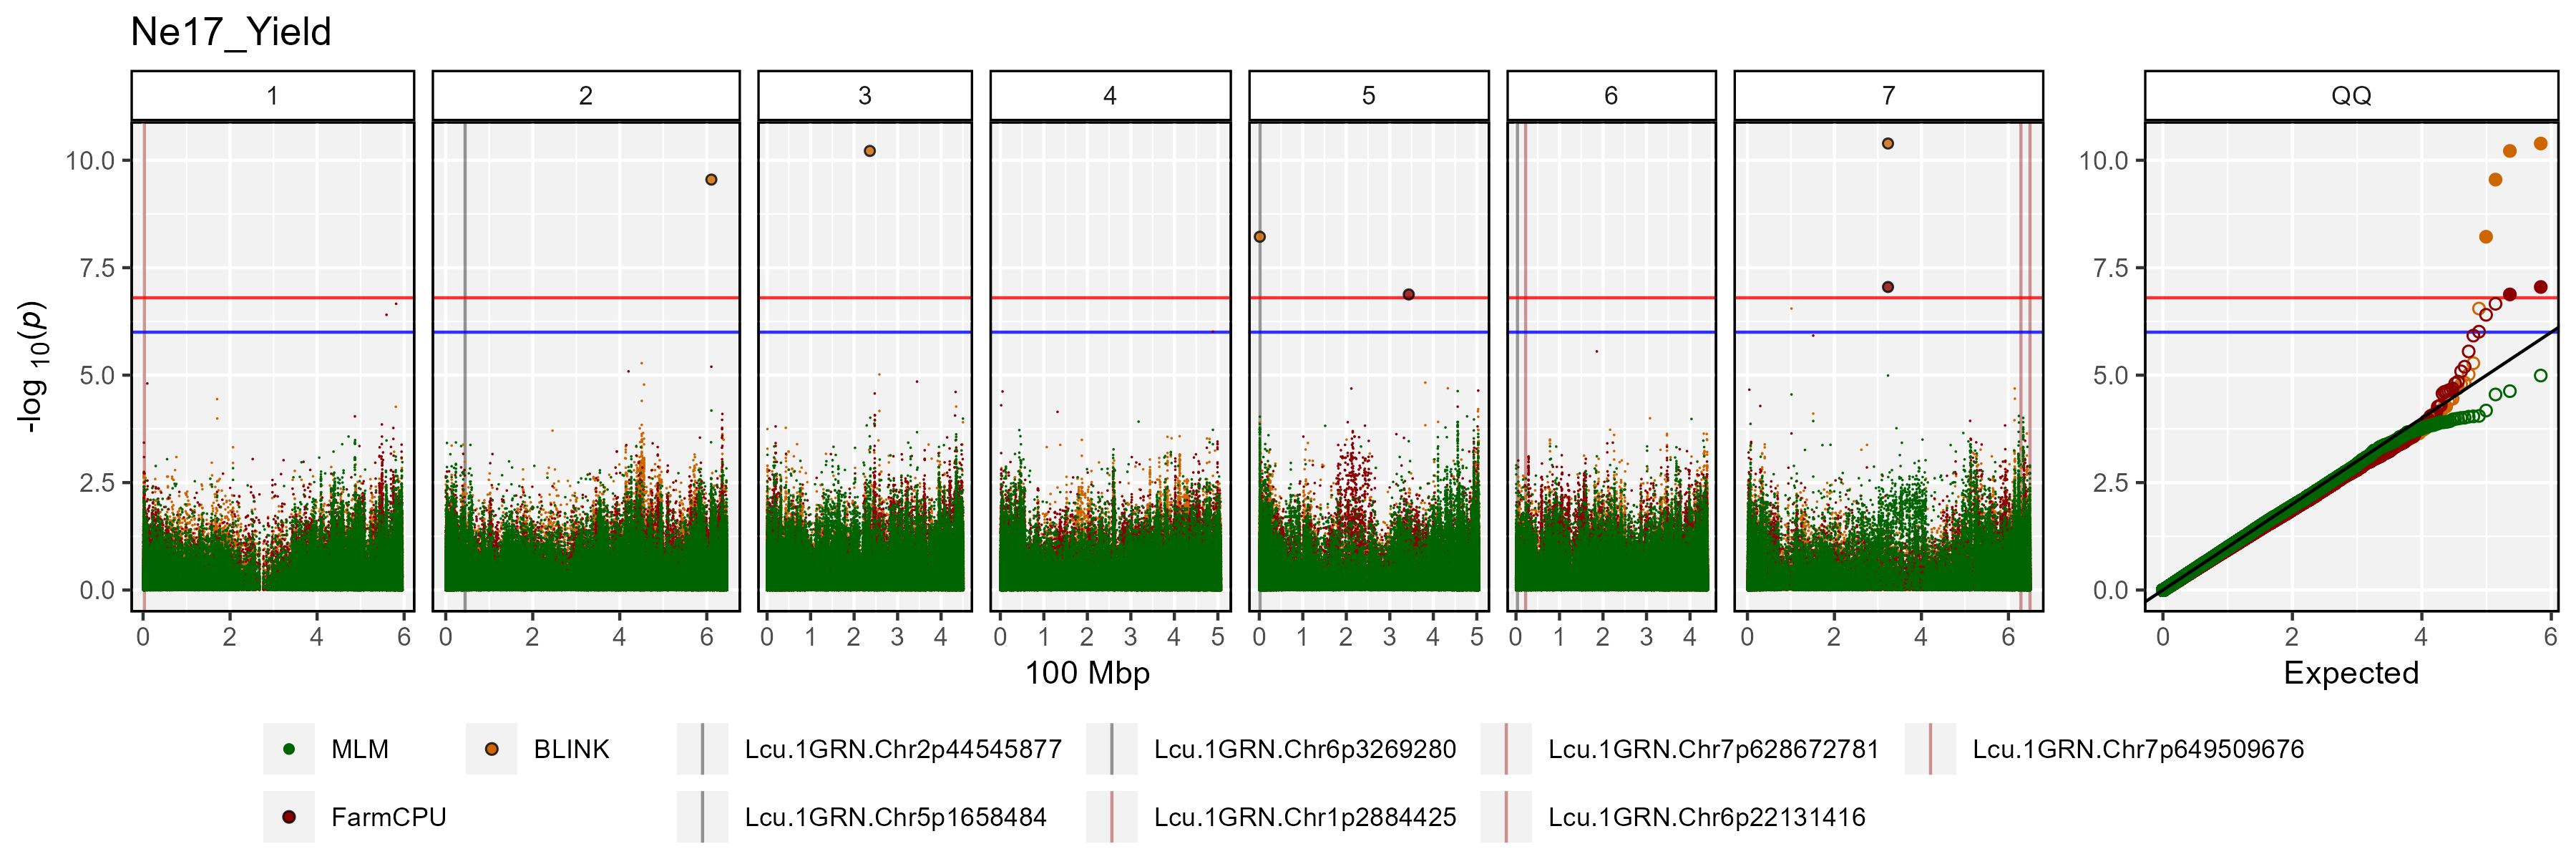 Ne17_Yield
1 2 3 4 5 6 7 QQ
10.0 10.0
7.5 7.5
5.0 5.0
2.5 2.5
0.0 0.0
-log 10(p)
0 2 4 6 0 2 4 6 0 1 2 3 4 0 1 2 3 4 5 0 1 2 3 4 5 0 1 2 3 4 0 2 4 6 0 2 4 6
100 Mbp Expected
MLM BLINK Lcu.1GRN.Chr2p44545877 Lcu.1GRN.Chr6p3269280 Lcu.1GRN.Chr7p628672781 Lcu.1GRN.Chr7p649509676
FarmCPU Lcu.1GRN.Chr5p1658484 Lcu.1GRN.Chr1p2884425 Lcu.1GRN.Chr6p22131416